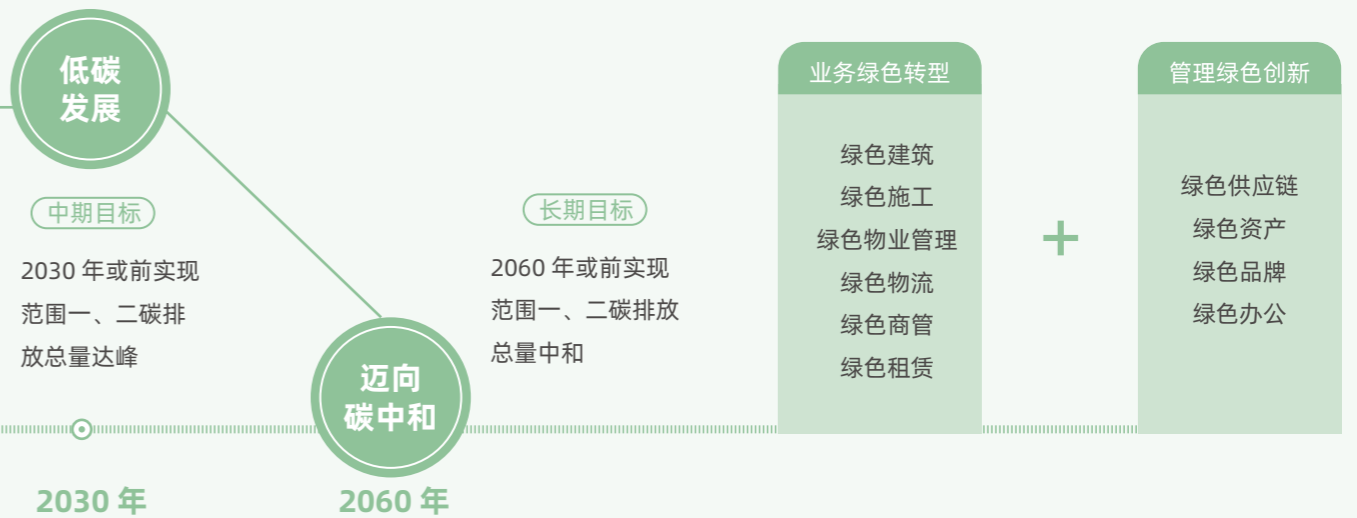 低碳
发展
中期目标
2030 年或前实现
范围一、二碳排
放总量达峰
2030 年
迈向
碳中和
2060 年
长期目标
2060 年或前实现
范围一、二碳排放
总量中和
业务绿色转型
绿色建筑
绿色施工
绿色物业管理
绿色物流
绿色商管
绿色租赁
+
管理绿色创新
绿色供应链
绿色资产
绿色品牌
绿色办公